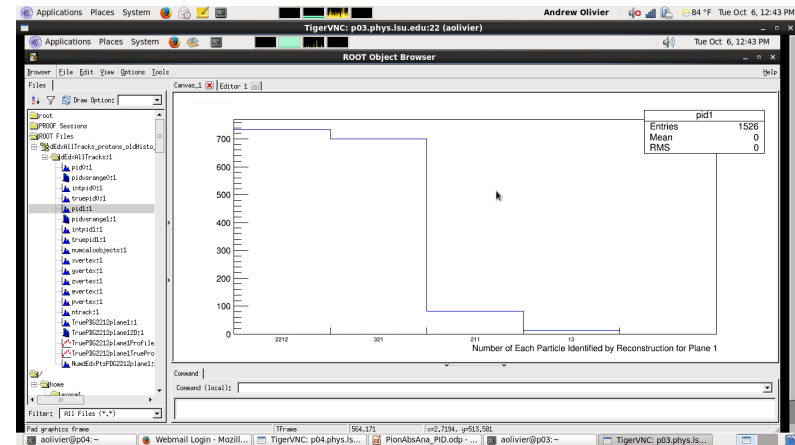 Applications Places System
Andrew Olivier
84 °F Tue Oct 6, 12:43 PM
TigerVNC: p03.phys.lsu.edu:22 (aolivier)
Applications Places System
Tue Oct 6, 12:43 PM
ROOT Object Browser
Browser File Edit View Options Tools
Help
Files
Canvas_1 Editor 1
Draw Option:
root
PROOF Sessions
ROOT Files
dEdxAllTracks_protons_oldHisto_
dEdxAllTracks;1
pid0;1
pidvsrange0;1
intpid0;1
truepid0;1
pid1;1
pidvsrange1;1
intpid1;1
truepid1;1
numcaloobjects;1
xvertex;1
yvertex;1
zvertex;1
evertex;1
pvertex;1
ntrack;1
TruePDG2212plane1;1
TruePDG2212plane12D;1
TruePDG2212plane1Profile
TruePDG2212plane1TruePro
NumdEdxPtsPDG2212plane1;
/
home
Filter: All Files (*.*)
pid1
Entries 1526
Mean 0
RMS 0
700
600
500
400
300
200
100
0
2212 321 211 13
Number of Each Particle Identified by Reconstruction for Plane 1
Command
Command (local):
Pad graphics frame
TFrame
564,171
x=2,7194, y=513,581
aolivier@p04:~
Webmail Login - Mozill...
TigerVNC: p04.phys.ls...
PionAbsAna_PID.odp - ...
aolivier@p03:~
TigerVNC: p03.phys.ls...